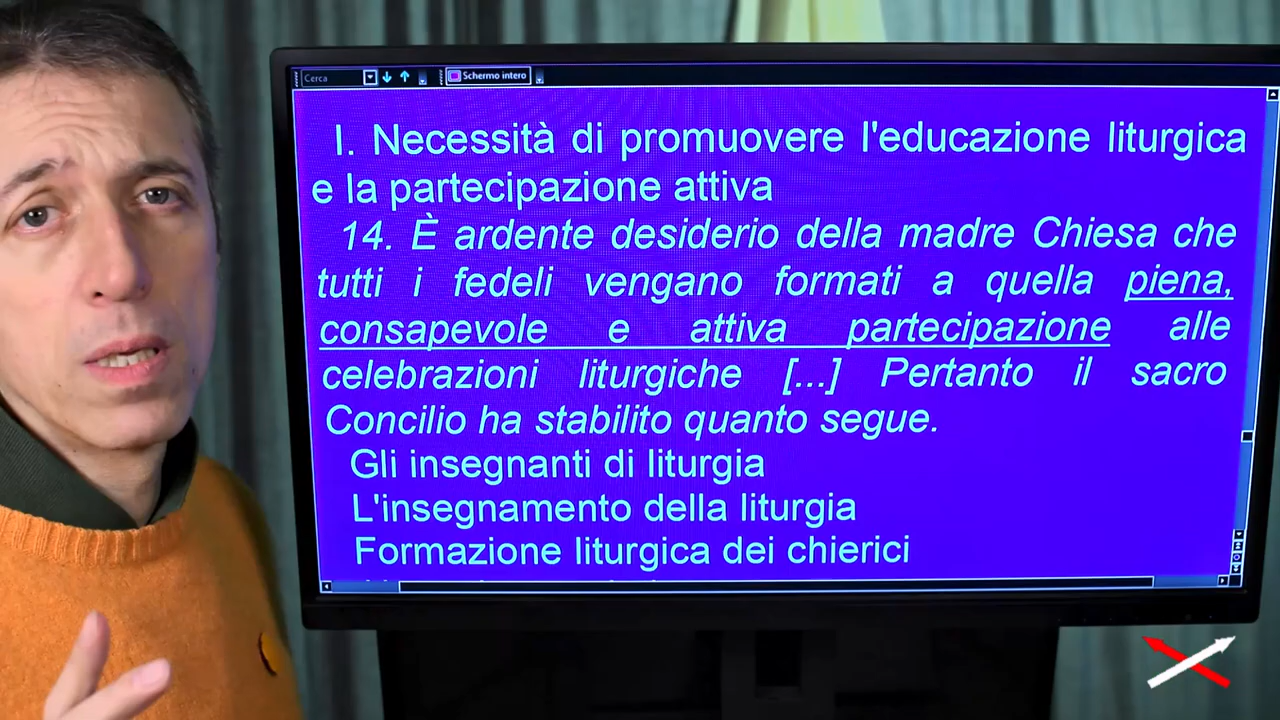 Cerca
Schermo intero
I. Necessità di promuovere l'educazione liturgica
e la partecipazione attiva
14. È ardente desiderio della madre Chiesa che
tutti i fedeli vengano formati a quella piena,
consapevole e attiva partecipazione alle
celebrazioni liturgiche [...] Pertanto il sacro
Concilio ha stabilito quanto segue.
Gli insegnanti di liturgia
L'insegnamento della liturgia
Formazione liturgica dei chierici